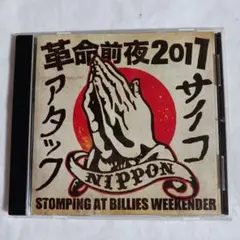 革命前夜2017
サイコ
アタック
NIPPON
STOMPING AT BILLIES WEEKENDER